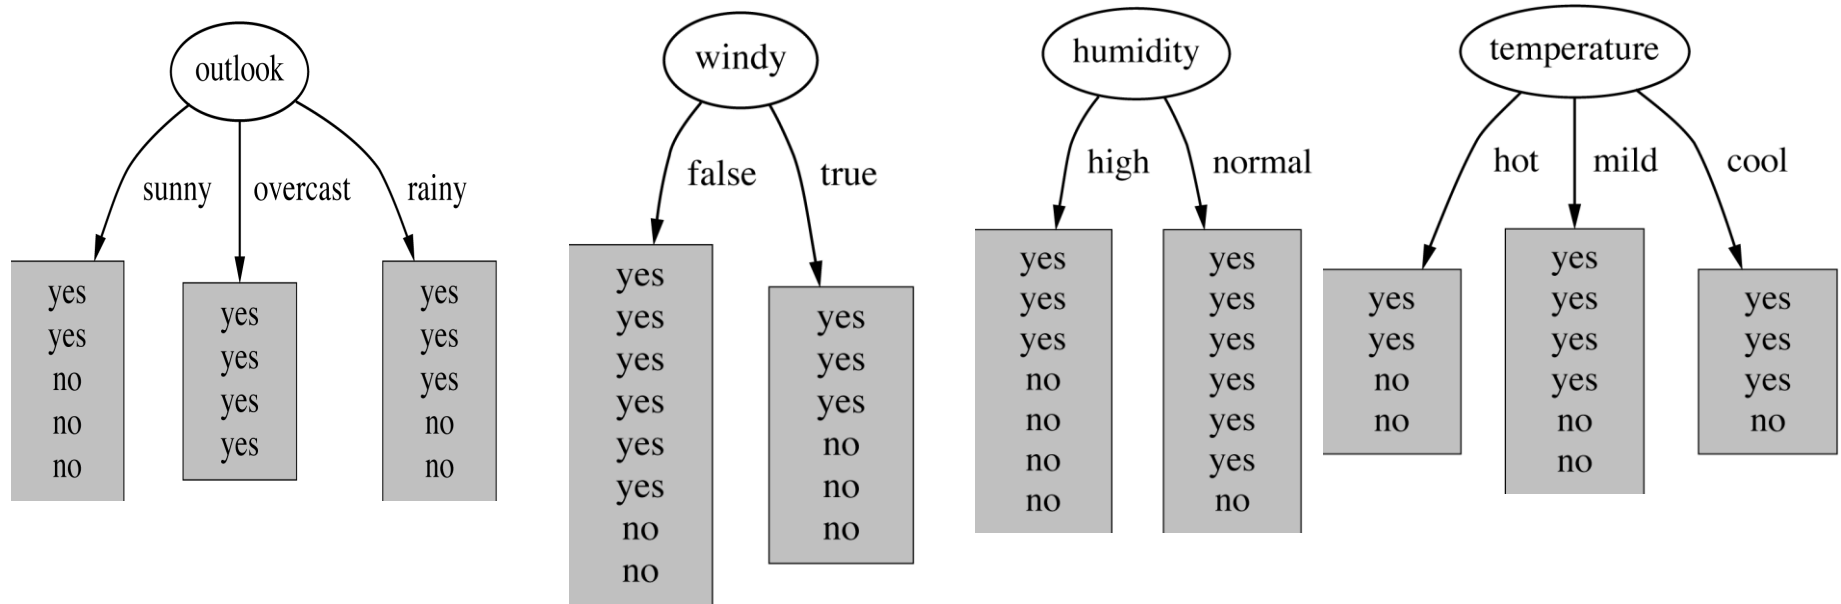 outlook
sunny
overcast
rainy
yes
yes
no
no
no
yes
yes
yes
yes
yes
yes
yes
no
no
windy
false
true
yes
yes
yes
yes
yes
yes
no
no
yes
yes
yes
no
no
no
humidity
high
normal
yes
yes
yes
no
no
no
no
yes
yes
yes
yes
yes
yes
no
temperature
hot
mild
cool
yes
yes
no
no
yes
yes
yes
yes
no
no
yes
yes
yes
no